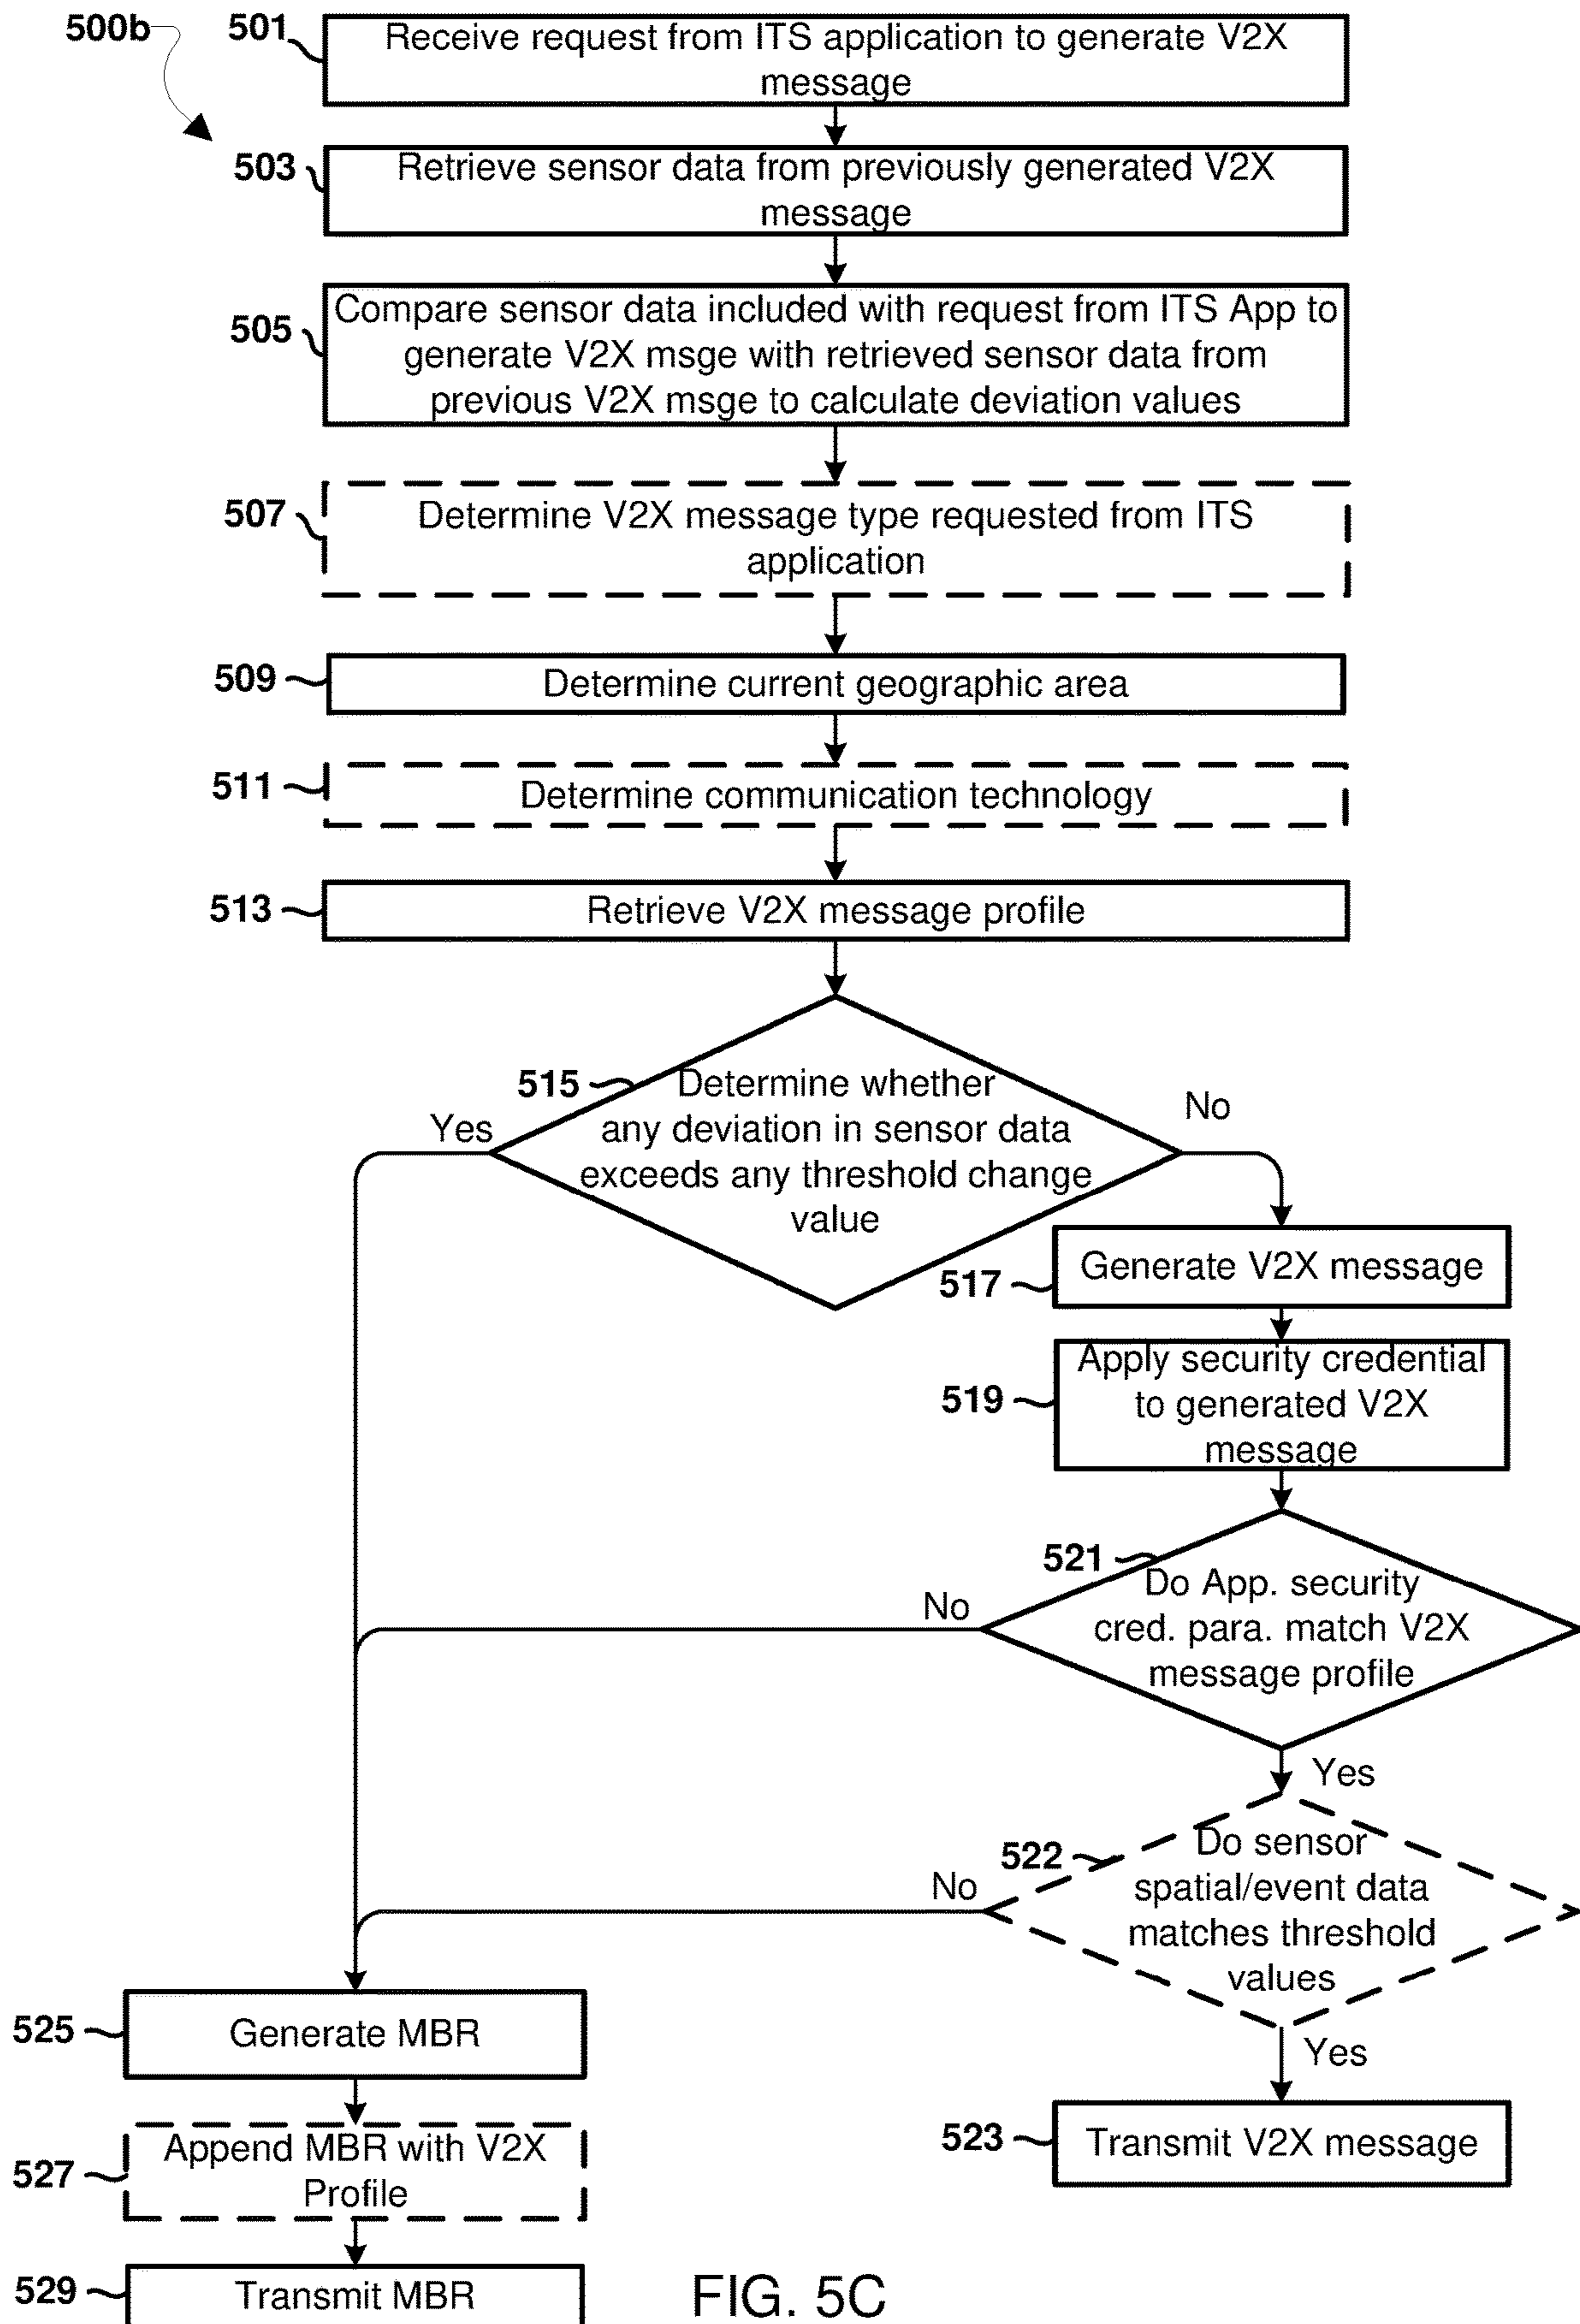 500b
501
Receive request from ITS application to generate V2X
message
503
Retrieve sensor data from previously generated V2X
message
505
Compare sensor data included with request from ITS App to
generate V2X msge with retrieved sensor data from
previous V2X msge to calculate deviation values
507
Determine V2X message type requested from ITS
application
509
Determine current geographic area
511
Determine communication technology
513
Retrieve V2X message profile
515
Determine whether
any deviation in sensor data
exceeds any threshold change
value
Yes
No
517
Generate V2X message
519
Apply security credential
to generated V2X
message
521
Do App. security
cred. para. match V2X
message profile
No
Yes
522
Do sensor
spatial/event data
matches threshold
values
No
Yes
525
Generate MBR
523
Transmit V2X message
527
Append MBR with V2X
Profile
529
Transmit MBR
FIG. 5C